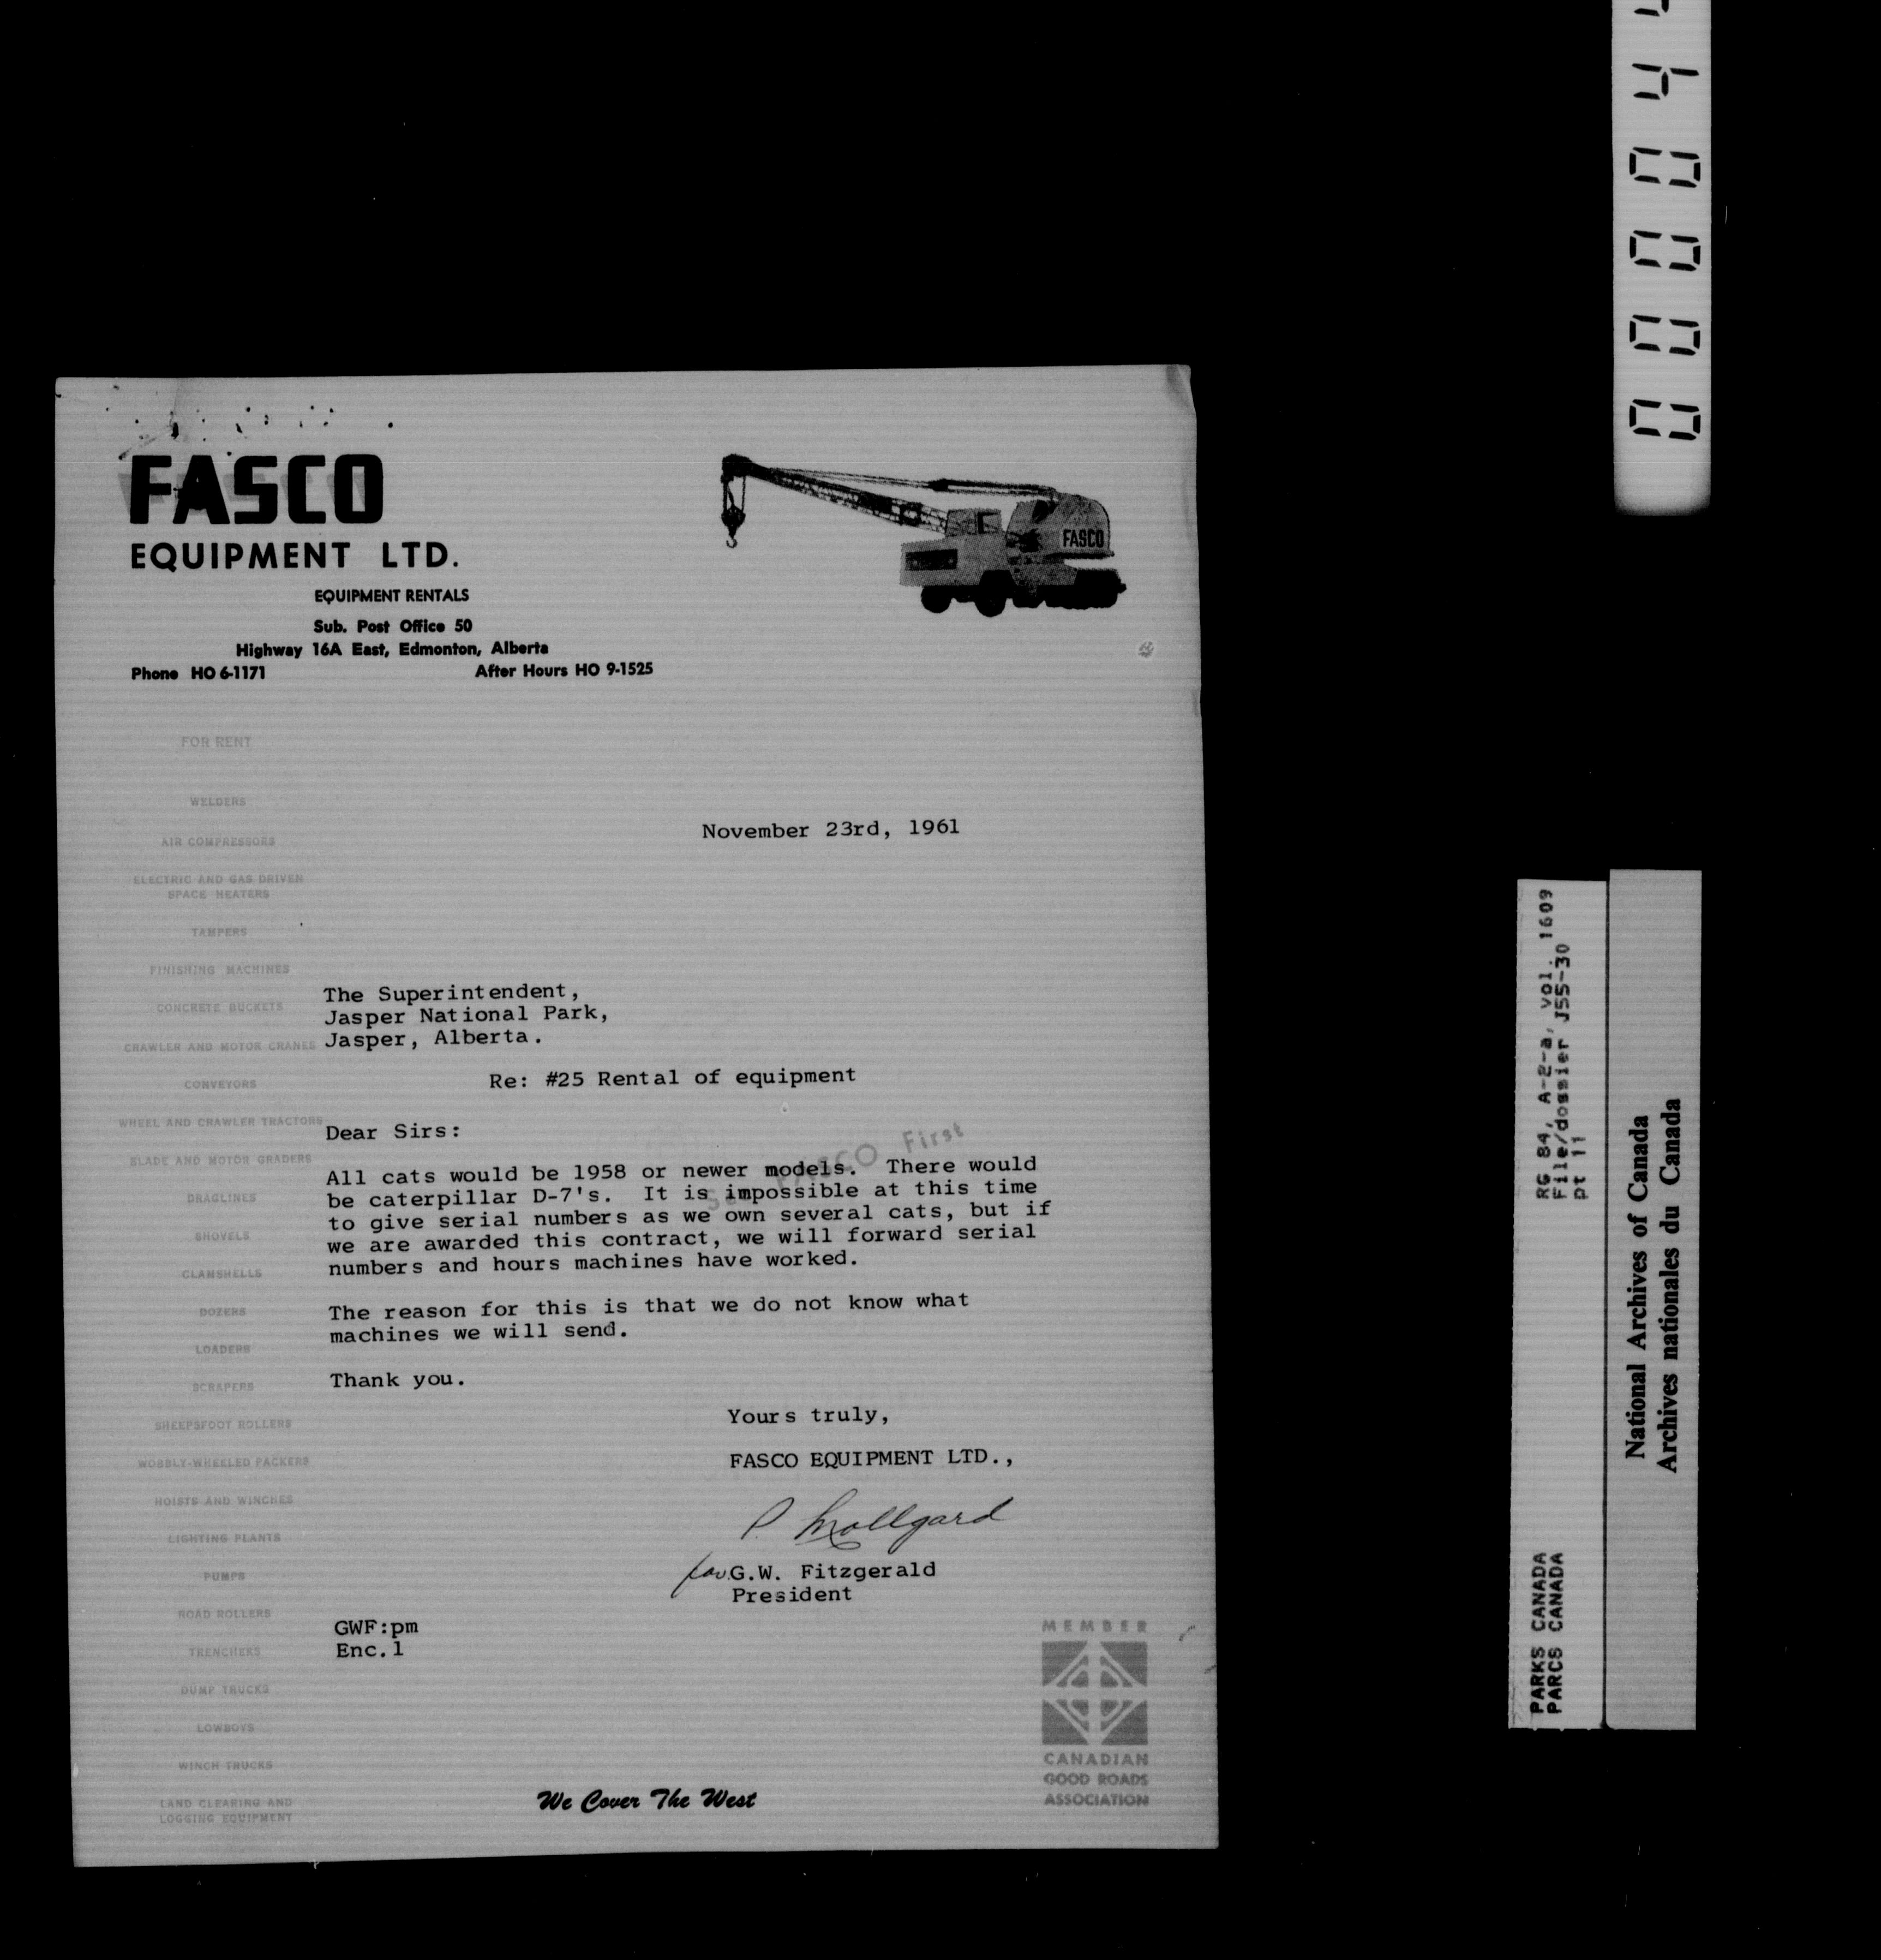 FASCO
EQUIPMENT LTD.
EQUIPMENT RENTALS
Sub. Post Office 50
Highway 16A East, Edmonton, Alberta
Phone HO 6-1171 After Hours HO 9-1525
FASCO
FOR RENT
WELDERS
AIR COMPRESSORS
ELECTRIC AND GAS DRIVEN
SPACE HEATERS
TAMPERS
FINISHING MACHINES
CONCRETE BUCKETS
CRAWLER AND MOTOR CRANES
CONVEYORS
WHEEL AND CRAWLER TRACTORS
BLADE AND MOTOR GRADERS
DRAGLINES
SHOVELS
CLAMSHELLS
DOZERS
LOADERS
SCRAPERS
SHEEPSFOOT ROLLERS
WOBBLY-WHEELED PACKERS
HOISTS AND WINCHES
LIGHTING PLANTS
PUMPS
ROAD ROLLERS
TRENCHERS
DUMP TRUCKS
LOWBOYS
WINCH TRUCKS
LAND CLEARING AND
LOGGING EQUIPMENT
November 23rd, 1961
The Superintendent,
Jasper National Park,
Jasper, Alberta.
Re: #25 Rental of equipment
Dear Sirs:
See FASCO First
All cats would be 1958 or newer models. There would
be caterpillar D-7's. It is impossible at this time
to give serial numbers as we own several cats, but if
we are awarded this contract, we will forward serial
numbers and hours machines have worked.
The reason for this is that we do not know what
machines we will send.
Thank you.
Yours truly,
FASCO EQUIPMENT LTD.,
P. Mollgard
for G.W. Fitzgerald
President
GWF:pm
Enc.1
MEMBER
CANADIAN
GOOD ROADS
ASSOCIATION
We Cover The West
RG 84, A-2-a, vol. 1609
File/dossier J55-30
pt 11
PARKS CANADA
PARCS CANADA
National Archives of Canada
Archives nationales du Canada